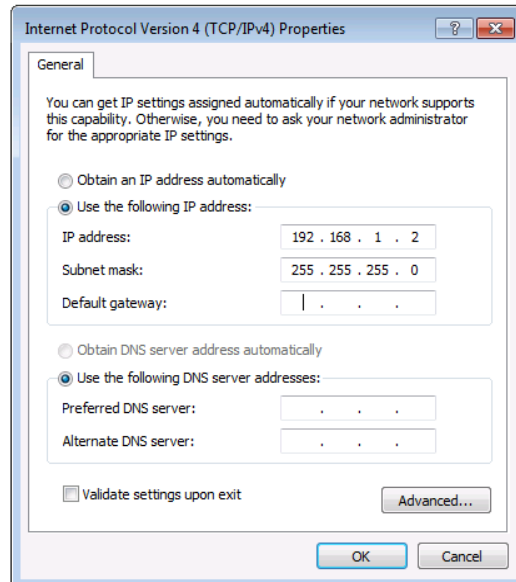 Internet Protocol Version 4 (TCP/IPv4) Properties
General
You can get IP settings assigned automatically if your network supports
this capability. Otherwise, you need to ask your network administrator
for the appropriate IP settings.
Obtain an IP address automatically
Use the following IP address:
IP address: 192 . 168 . 1 . 2
Subnet mask: 255 . 255 . 255 . 0
Default gateway: . . .
Obtain DNS server address automatically
Use the following DNS server addresses:
Preferred DNS server: . . .
Alternate DNS server: . . .
Validate settings upon exit
Advanced...
OK Cancel